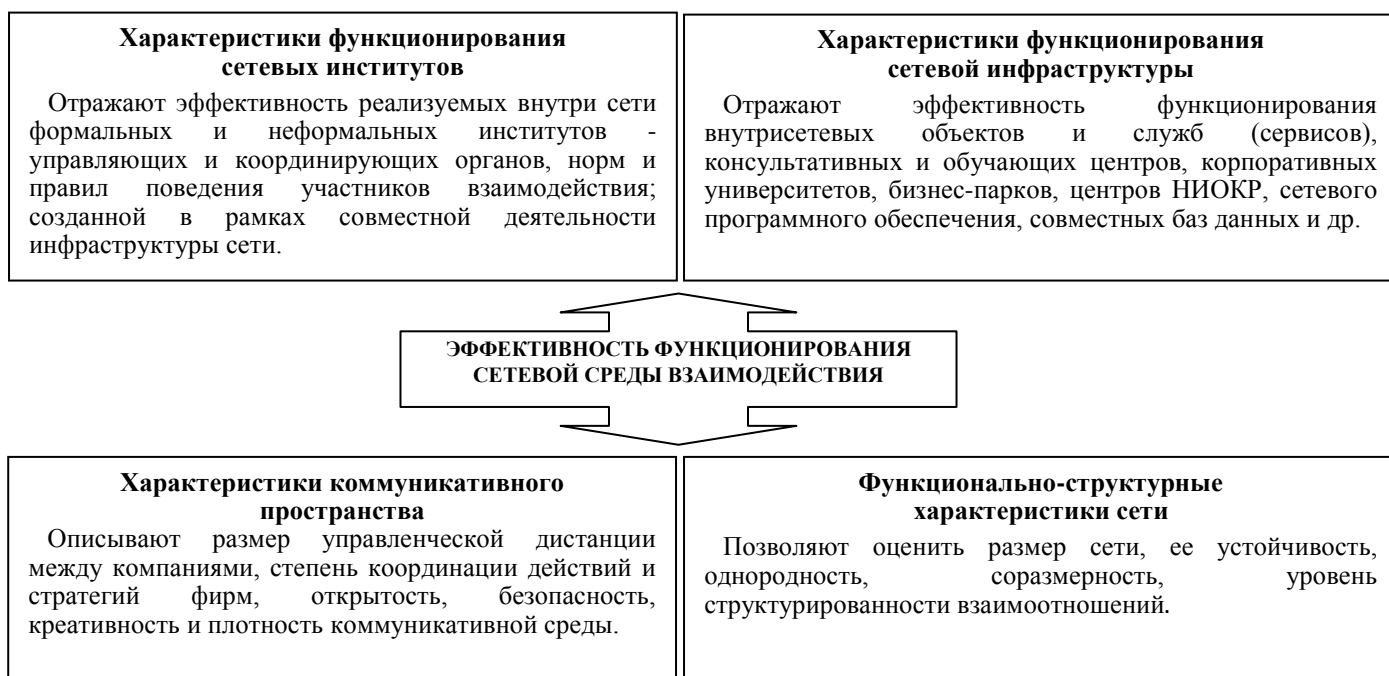 Характеристики функционирования
сетевых институтов
Отражают эффективность реализуемых внутри сети
формальных и неформальных институтов -
управляющих и координирующих органов, норм и
правил поведения участников взаимодействия;
созданной в рамках совместной деятельности
инфраструктуры сети.
Характеристики функционирования
сетевой инфраструктуры
Отражают эффективность функционирования
внутрисетевых объектов и служб (сервисов),
консультативных и обучающих центров, корпоративных
университетов, бизнес-парков, центров НИОКР, сетевого
программного обеспечения, совместных баз данных и др.
ЭФФЕКТИВНОСТЬ ФУНКЦИОНИРОВАНИЯ
СЕТЕВОЙ СРЕДЫ ВЗАИМОДЕЙСТВИЯ
Характеристики коммуникативного
пространства
Описывают размер управленческой дистанции
между компаниями, степень координации действий и
стратегий фирм, открытость, безопасность,
креативность и плотность коммуникативной среды.
Функционально-структурные
характеристики сети
Позволяют оценить размер сети, ее устойчивость,
однородность, соразмерность, уровень
структурированности взаимоотношений.